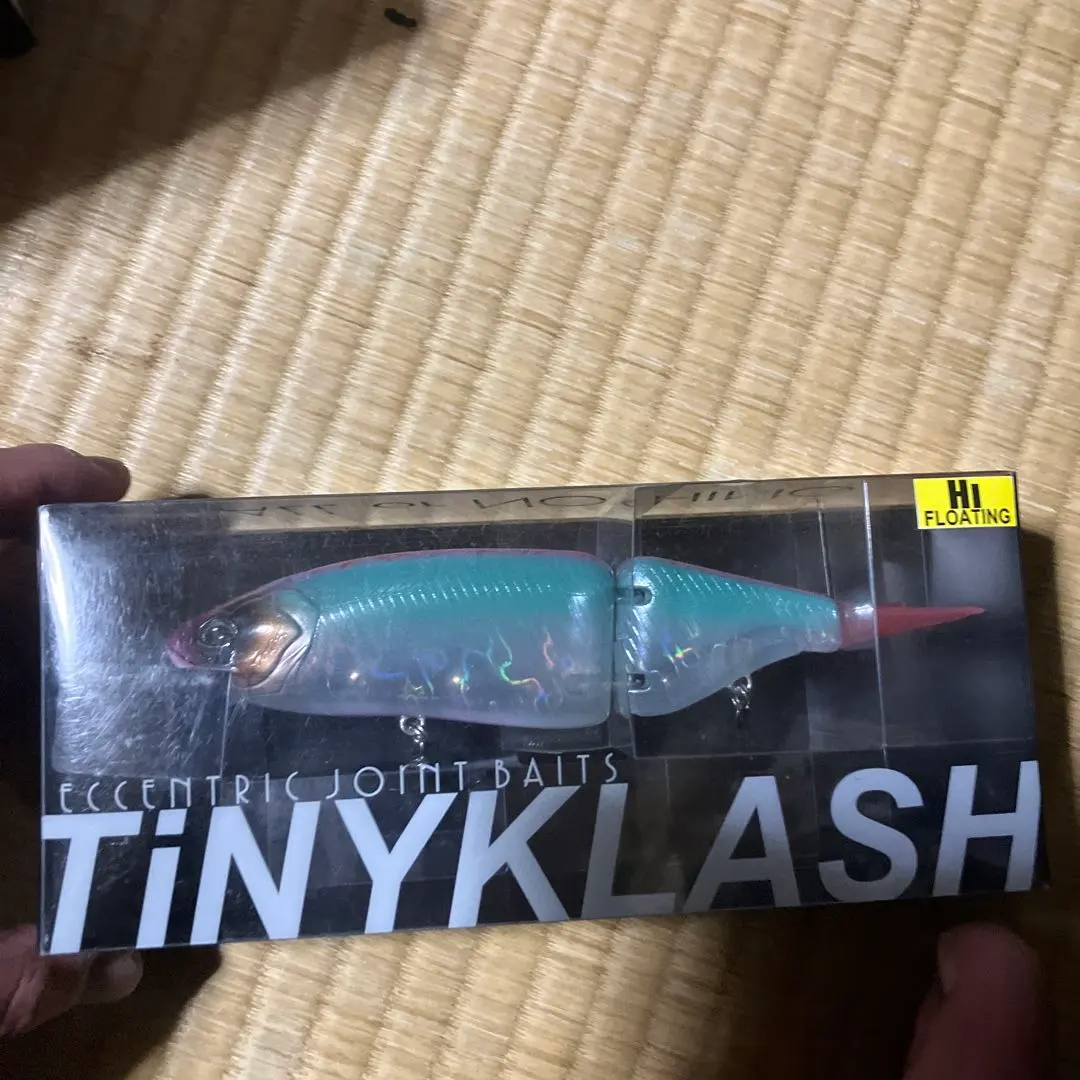 HI
FLOATING
ECCENTRIC JOINT BAITS
TiNYKLASH